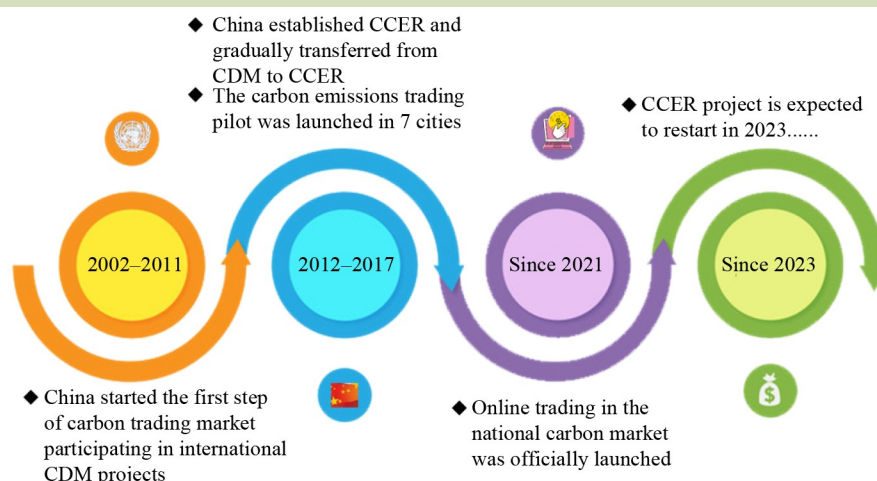 ◆ China established CCER and
gradually transferred from
CDM to CCER
◆ The carbon emissions trading
pilot was launched in 7 cities
◆ CCER project is expected
to restart in 2023......
2002–2011
2012–2017
Since 2021
Since 2023
◆ China started the first step
of carbon trading market
participating in international
CDM projects
◆ Online trading in the
national carbon market
was officially launched
$